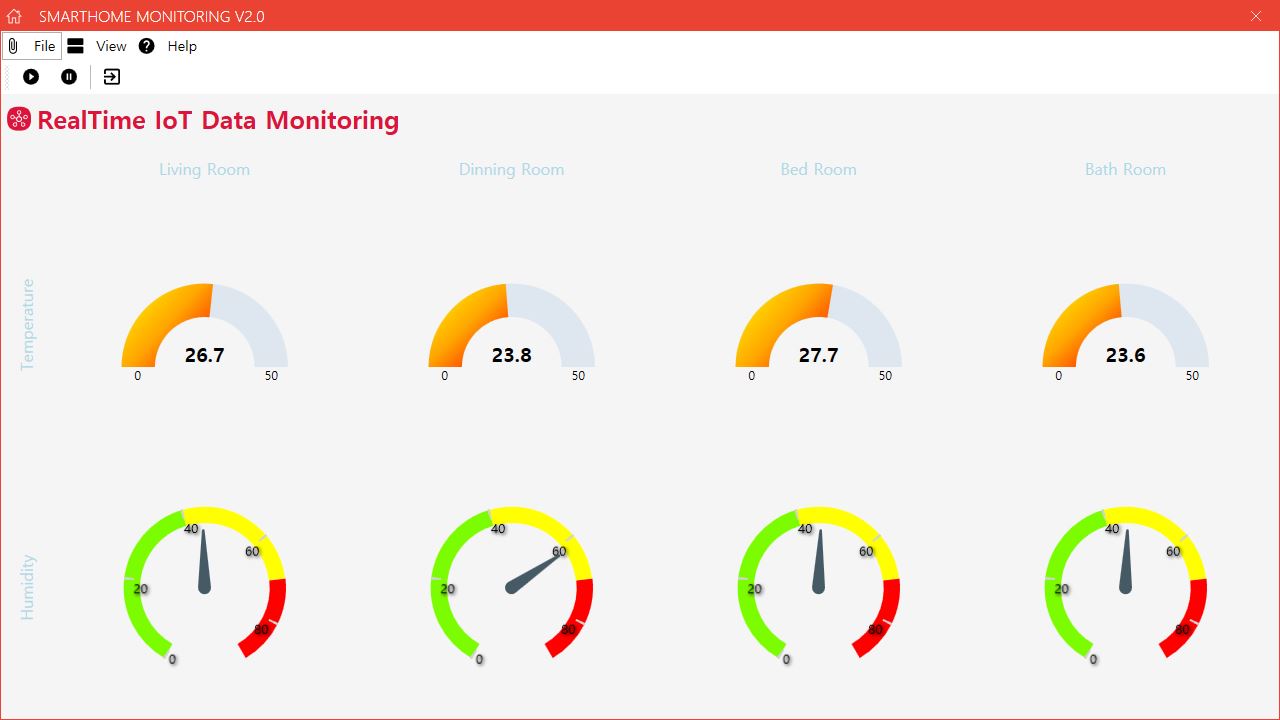 SMARTHOME MONITORING V2.0
File View Help
RealTime IoT Data Monitoring
Living Room Dinning Room Bed Room Bath Room
Temperature
26.7 23.8 27.7 23.6
0 50 0 50 0 50 0 50
Humidity
40 40 40 40
60 60 60 60
20 20 20 20
80 80 80 80
0 0 0 0